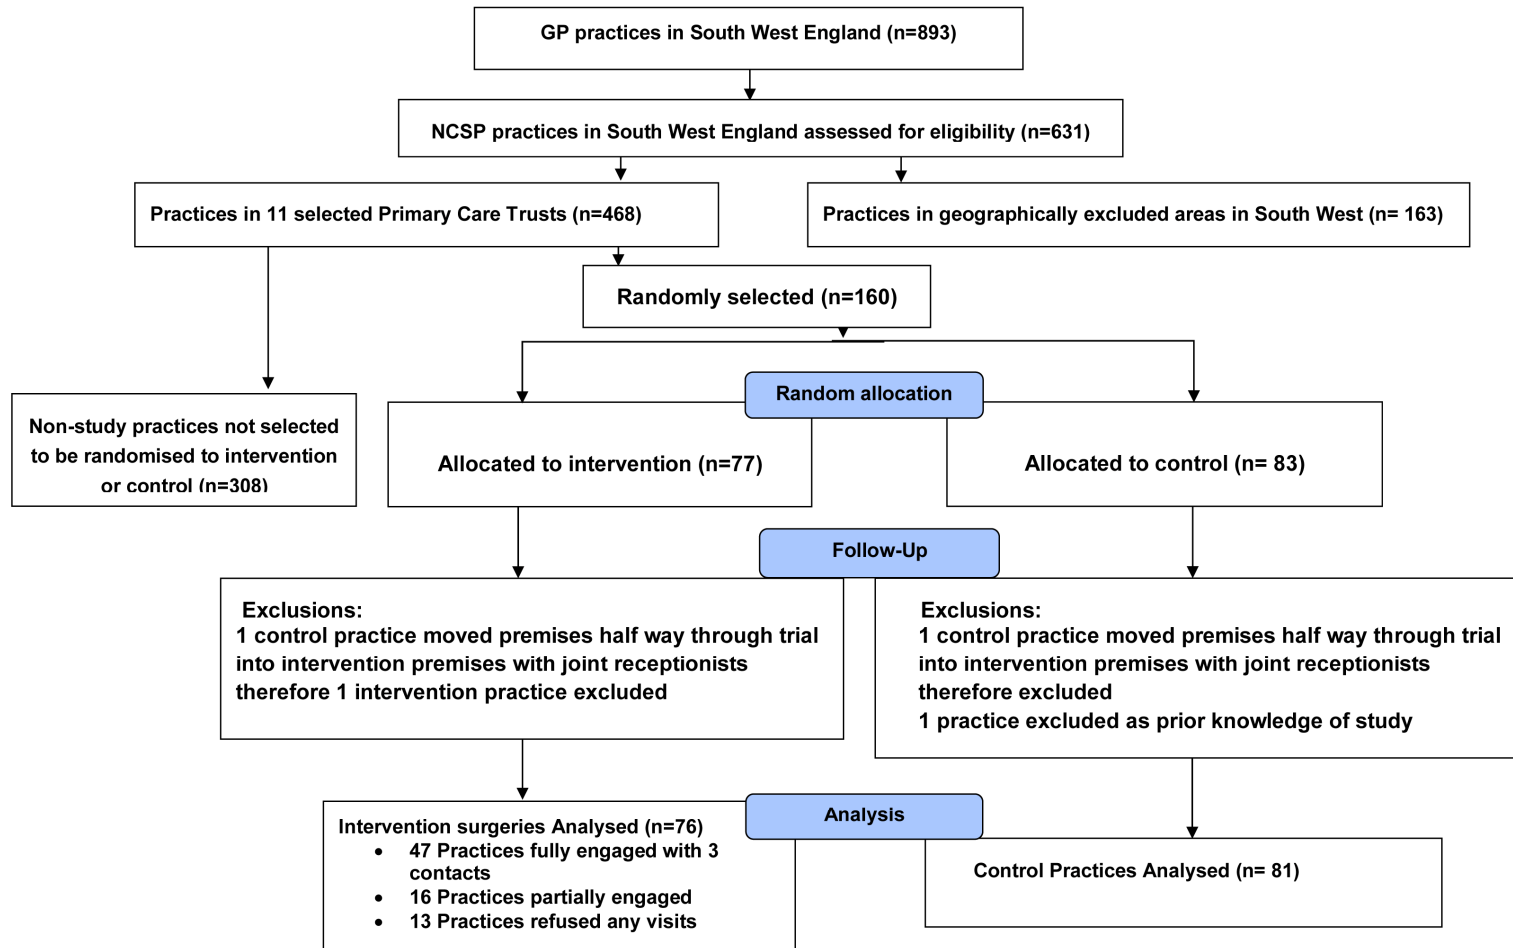 GP practices in South West England (n=893)
NCSP practices in South West England assessed for eligibility (n=631)
Practices in 11 selected Primary Care Trusts (n=468)
Practices in geographically excluded areas in South West (n= 163)
Randomly selected (n=160)
Random allocation
Non-study practices not selected
to be randomised to intervention
or control (n=308)
Allocated to intervention (n=77)
Allocated to control (n= 83)
Follow-Up
Exclusions:
1 control practice moved premises half way through trial
into intervention premises with joint receptionists
therefore 1 intervention practice excluded
Exclusions:
1 control practice moved premises half way through trial
into intervention premises with joint receptionists
therefore excluded
1 practice excluded as prior knowledge of study
Analysis
Intervention surgeries Analysed (n=76)
• 47 Practices fully engaged with 3
contacts
• 16 Practices partially engaged
• 13 Practices refused any visits
Control Practices Analysed (n= 81)